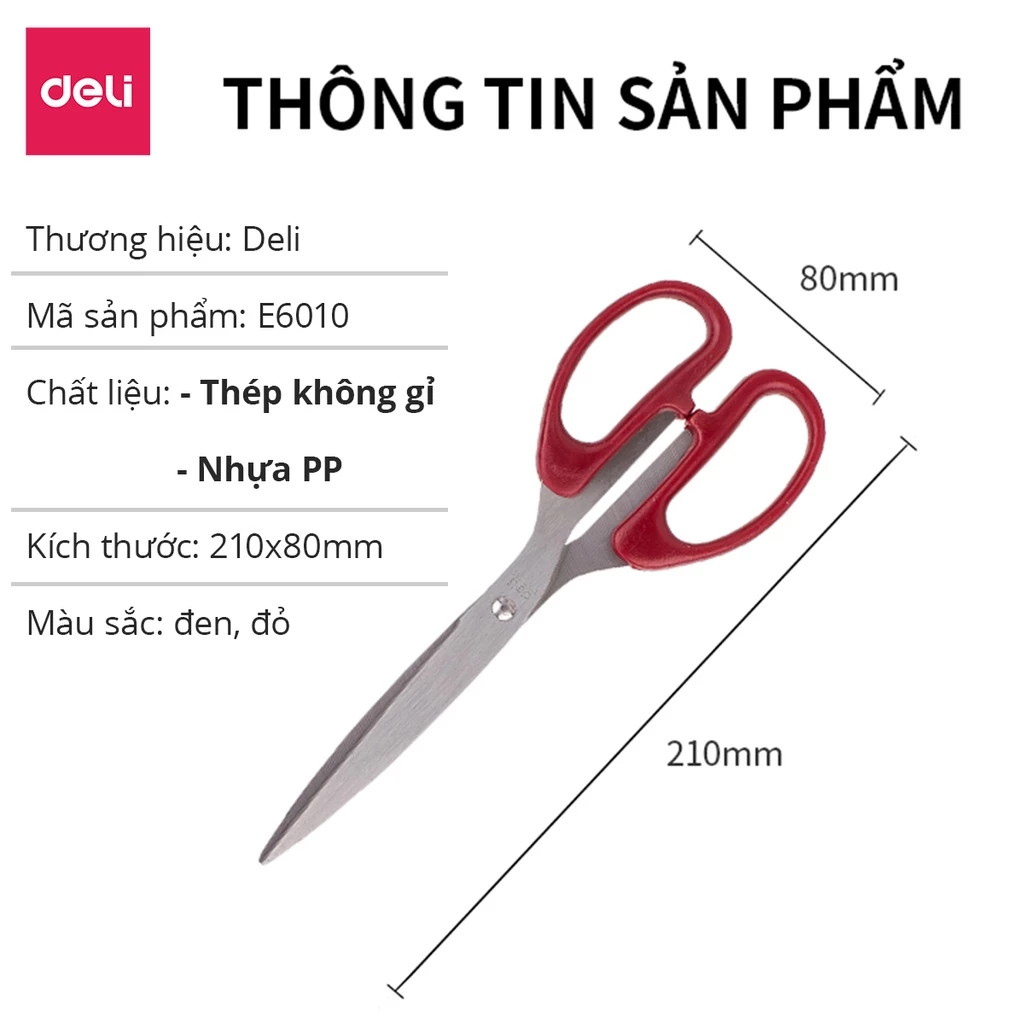 deli
THÔNG TIN SẢN PHẨM
Thương hiệu: Deli
Mã sản phẩm: E6010
Chất liệu: - Thép không gỉ
- Nhựa PP
Kích thước: 210x80mm
Màu sắc: đen, đỏ
80mm
210mm